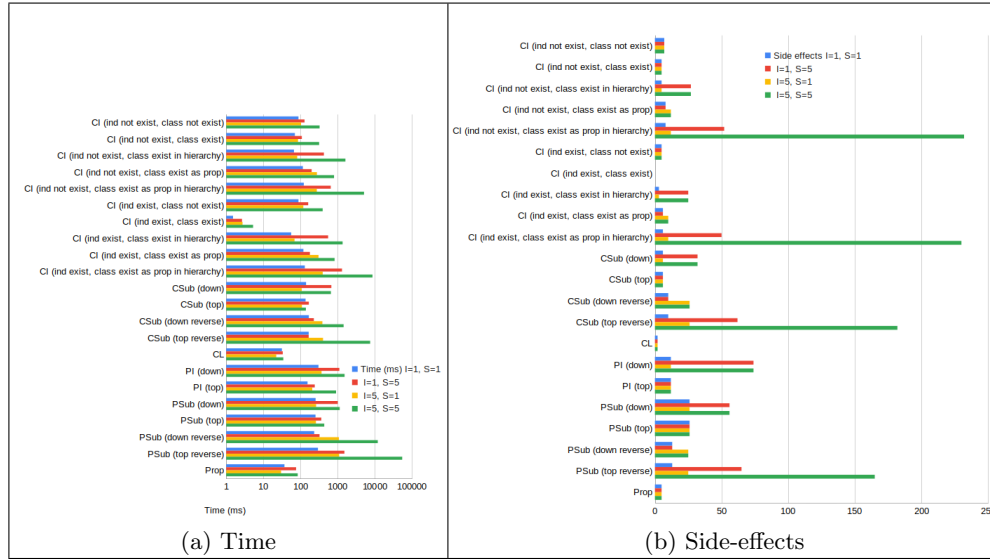 CI (ind not exist, class not exist)
CI (ind not exist, class exist)
CI (ind not exist, class exist in hierarchy)
CI (ind not exist, class exist as prop)
CI (ind not exist, class exist as prop in hierarchy)
CI (ind exist, class not exist)
CI (ind exist, class exist)
CI (ind exist, class exist in hierarchy)
CI (ind exist, class exist as prop)
CI (ind exist, class exist as prop in hierarchy)
CSub (down)
CSub (top)
CSub (down reverse)
CSub (top reverse)
CL
PI (down)
PI (top)
PSub (down)
PSub (top)
PSub (down reverse)
PSub (top reverse)
Prop
1 10 100 1000 10000 100000
Time (ms)
Time (ms) I=1, S=1
I=1, S=5
I=5, S=1
I=5, S=5
(a) Time
CI (ind not exist, class not exist)
CI (ind not exist, class exist)
CI (ind not exist, class exist in hierarchy)
CI (ind not exist, class exist as prop)
CI (ind not exist, class exist as prop in hierarchy)
CI (ind exist, class not exist)
CI (ind exist, class exist)
CI (ind exist, class exist in hierarchy)
CI (ind exist, class exist as prop)
CI (ind exist, class exist as prop in hierarchy)
CSub (down)
CSub (top)
CSub (down reverse)
CSub (top reverse)
CL
PI (down)
PI (top)
PSub (down)
PSub (top)
PSub (down reverse)
PSub (top reverse)
Prop
0 50 100 150 200 25
Side effects I=1, S=1
I=1, S=5
I=5, S=1
I=5, S=5
(b) Side-effects